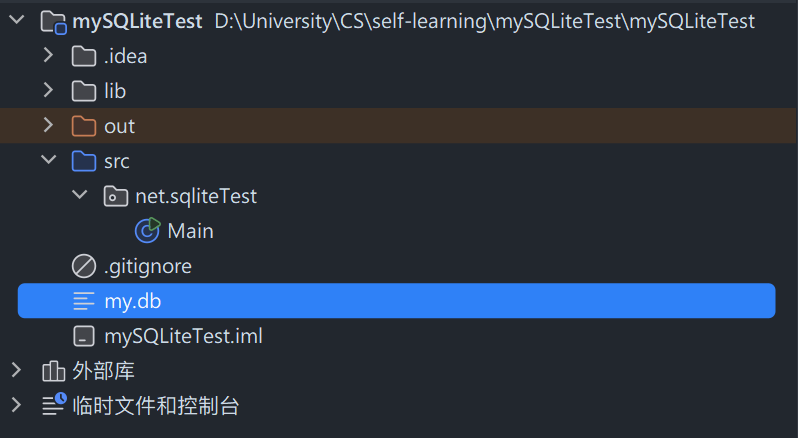 mySQLiteTest D:\University\CS\self-learning\mySQLiteTest\mySQLiteTest
.idea
lib
out
src
net.sqliteTest
Main
.gitignore
my.db
mySQLiteTest.iml
外部库
临时文件和控制台